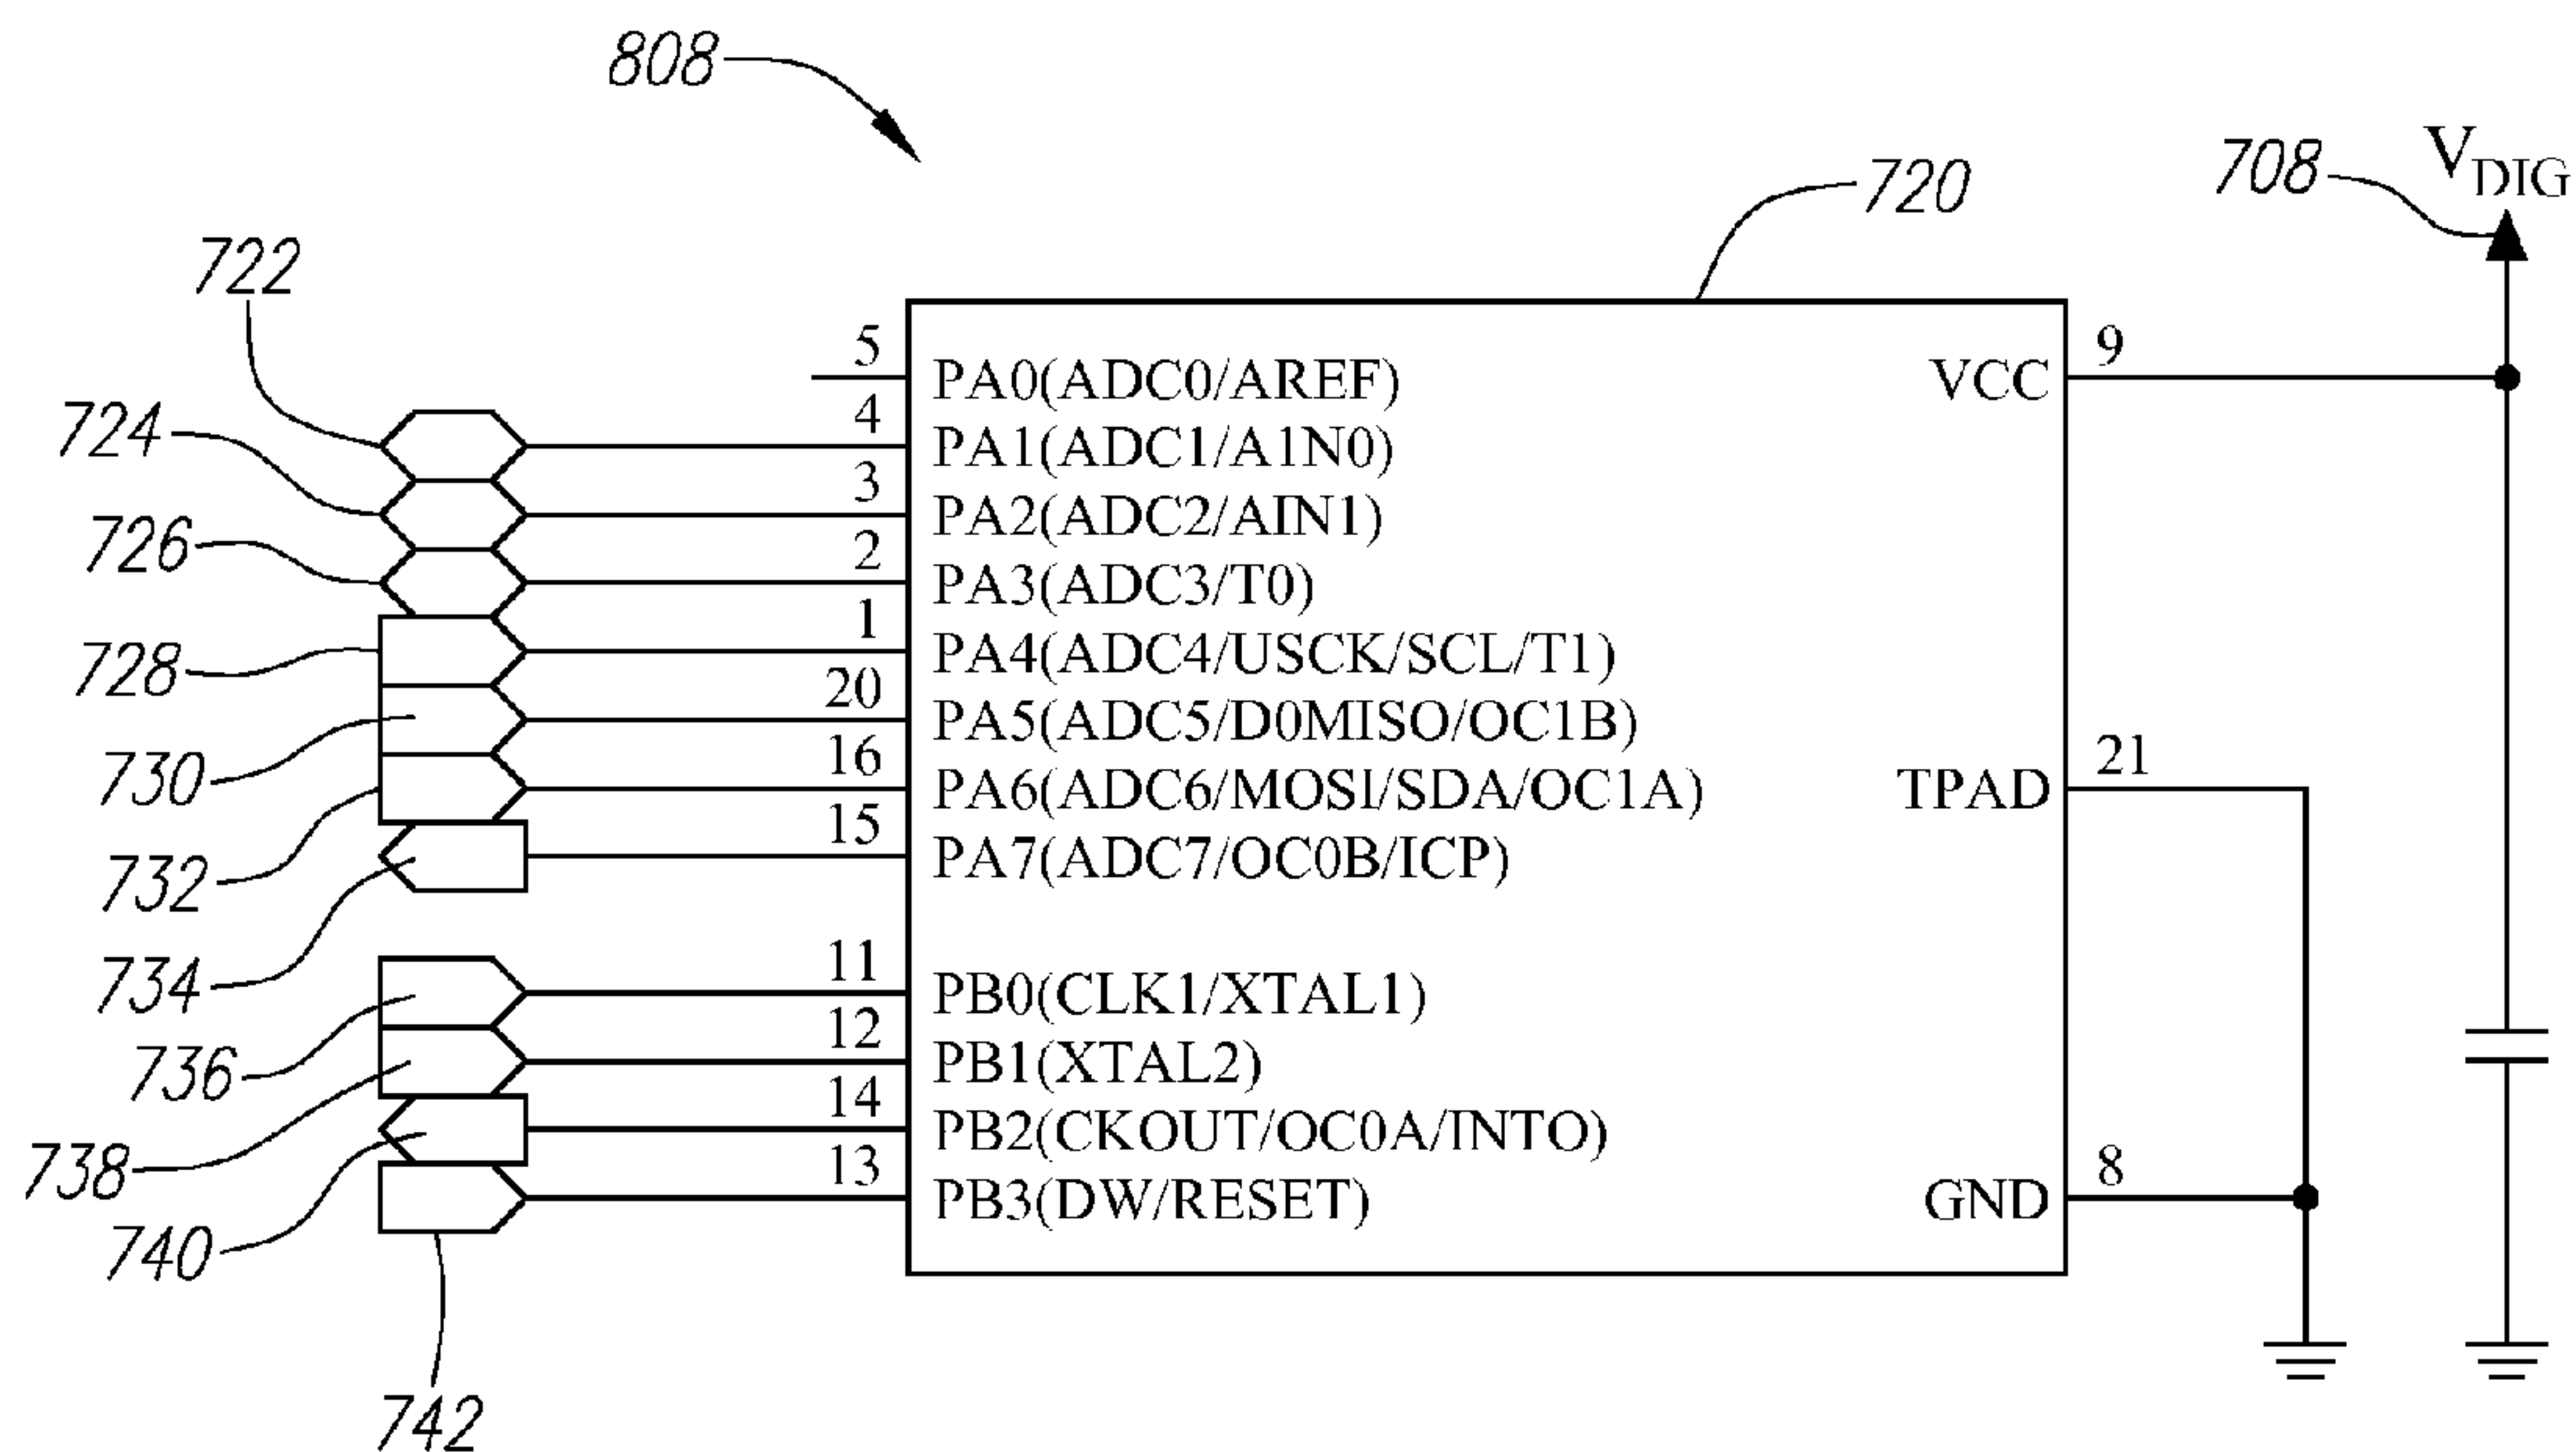 808
708
V DIG
720
722
5
PA0(ADC0/AREF)
VCC
9
724
4
PA1(ADC1/A1N0)
3
PA2(ADC2/AIN1)
726
2
PA3(ADC3/T0)
728
1
PA4(ADC4/USCK/SCL/T1)
20
PA5(ADC5/D0MISO/OC1B)
730
16
PA6(ADC6/MOSI/SDA/OC1A)
TPAD
21
732
15
PA7(ADC7/OC0B/ICP)
734
11
PB0(CLK1/XTAL1)
736
12
PB1(XTAL2)
738
14
PB2(CKOUT/OC0A/INTO)
740
13
PB3(DW/RESET)
GND
8
742